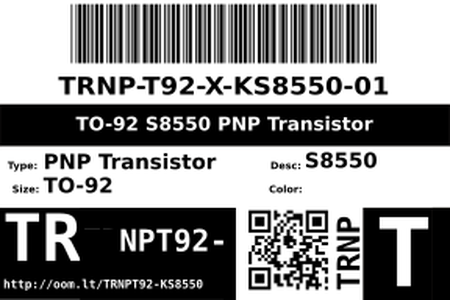 TRNP-T92-X-KS8550-01
TO-92 S8550 PNP Transistor
Type: PNP Transistor
Desc: S8550
Size: TO-92
Color:
TR
NPT92-
TRNP
T
http://oom.lt/TRNPT92-KS8550